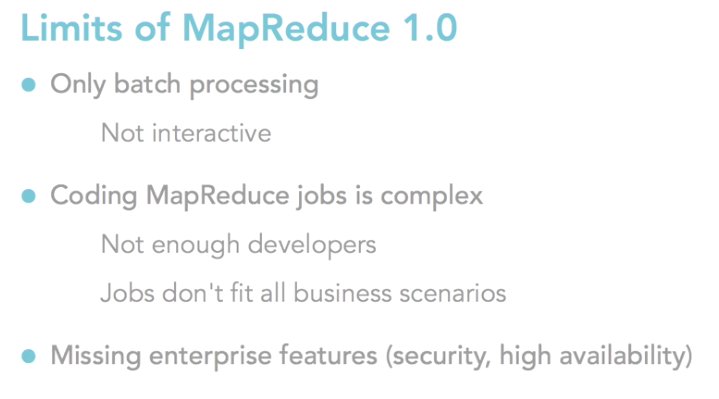 Limits of MapReduce 1.0
● Only batch processing
Not interactive
● Coding MapReduce jobs is complex
Not enough developers
Jobs don't fit all business scenarios
● Missing enterprise features (security, high availability)